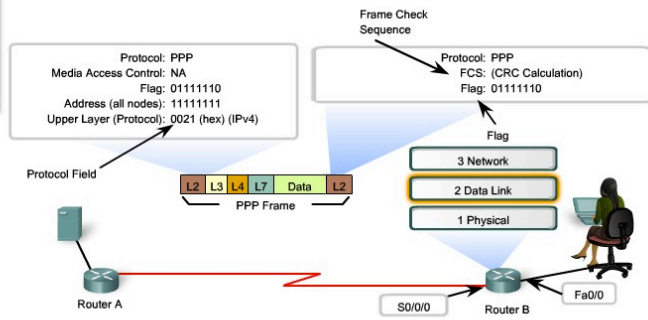 Frame Check
Sequence
Protocol: PPP
Media Access Control: NA
Flag: 01111110
Address (all nodes): 11111111
Upper Layer (Protocol): 0021 (hex) (IPv4)
Protocol: PPP
FCS: (CRC Calculation)
Flag: 01111110
Protocol Field
Flag
L2 L3 L4 L7 Data L2
PPP Frame
3 Network
2 Data Link
1 Physical
Router A
S0/0/0
Router B
Fa0/0